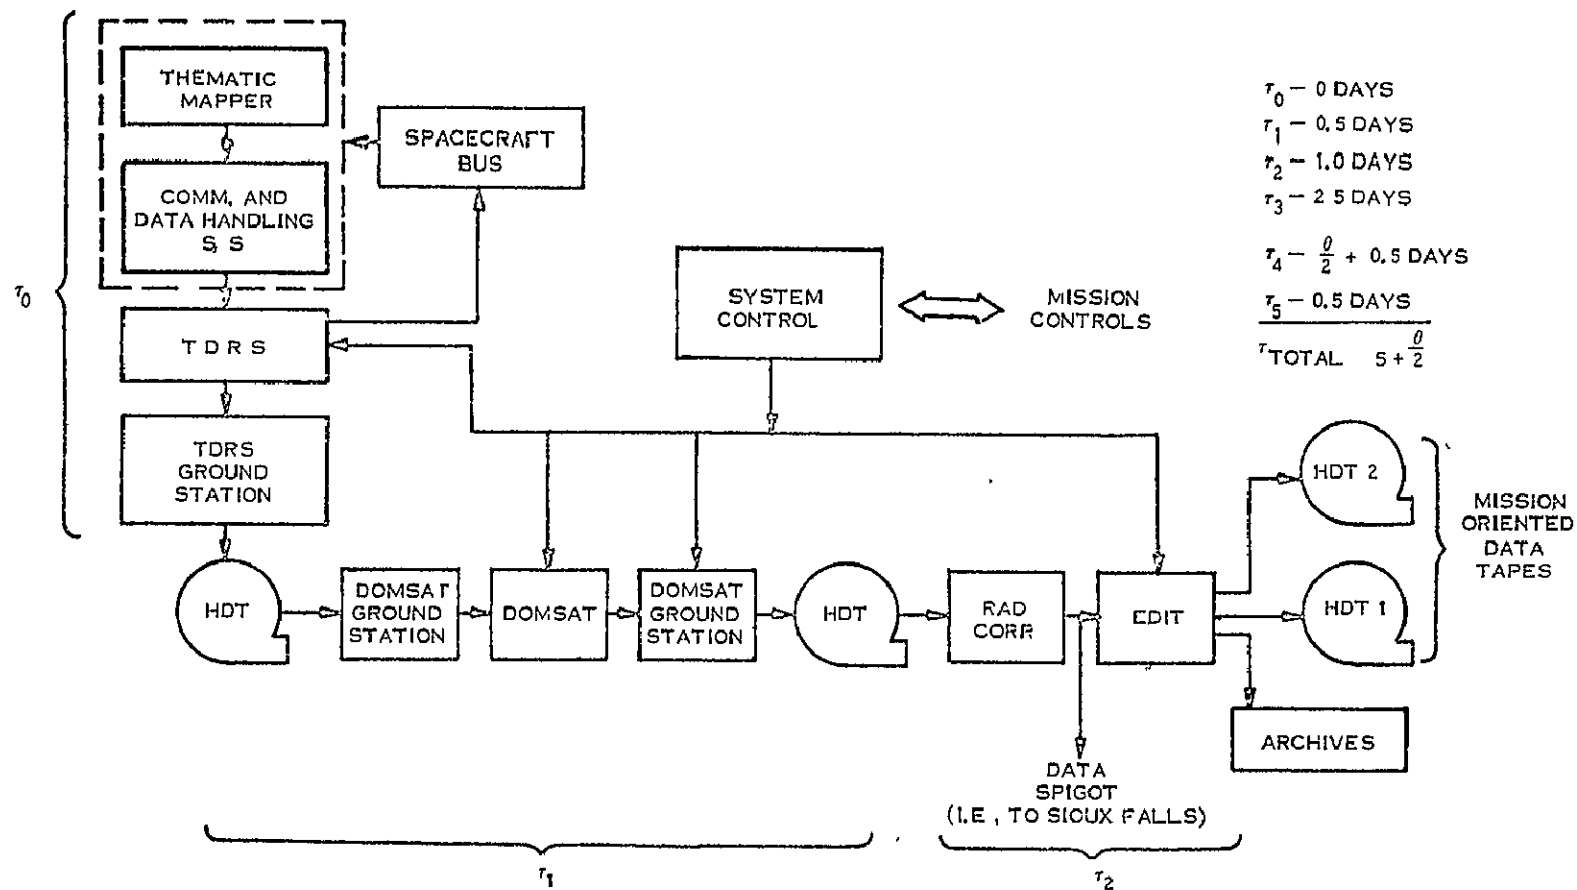 THEMATIC
MAPPER
COMM. AND
DATA HANDLING
S, S
SPACECRAFT
BUS
τ0
TDRS
TDRS
GROUND
STATION
SYSTEM
CONTROL
MISSION
CONTROLS
τ0 — 0 DAYS
τ1 — 0.5 DAYS
τ2 — 1.0 DAYS
τ3 — 2 5 DAYS
τ4 — θ/2 + 0.5 DAYS
τ5 — 0.5 DAYS
τTOTAL 5 + θ/2
HDT
DOMSAT
GROUND
STATION
DOMSAT
DOMSAT
GROUND
STATION
HDT
RAD
CORR
EDIT
HDT 2
HDT 1
MISSION
ORIENTED
DATA
TAPES
ARCHIVES
DATA
SPIGOT
(I.E , TO SIOUX FALLS)
τ1
τ2